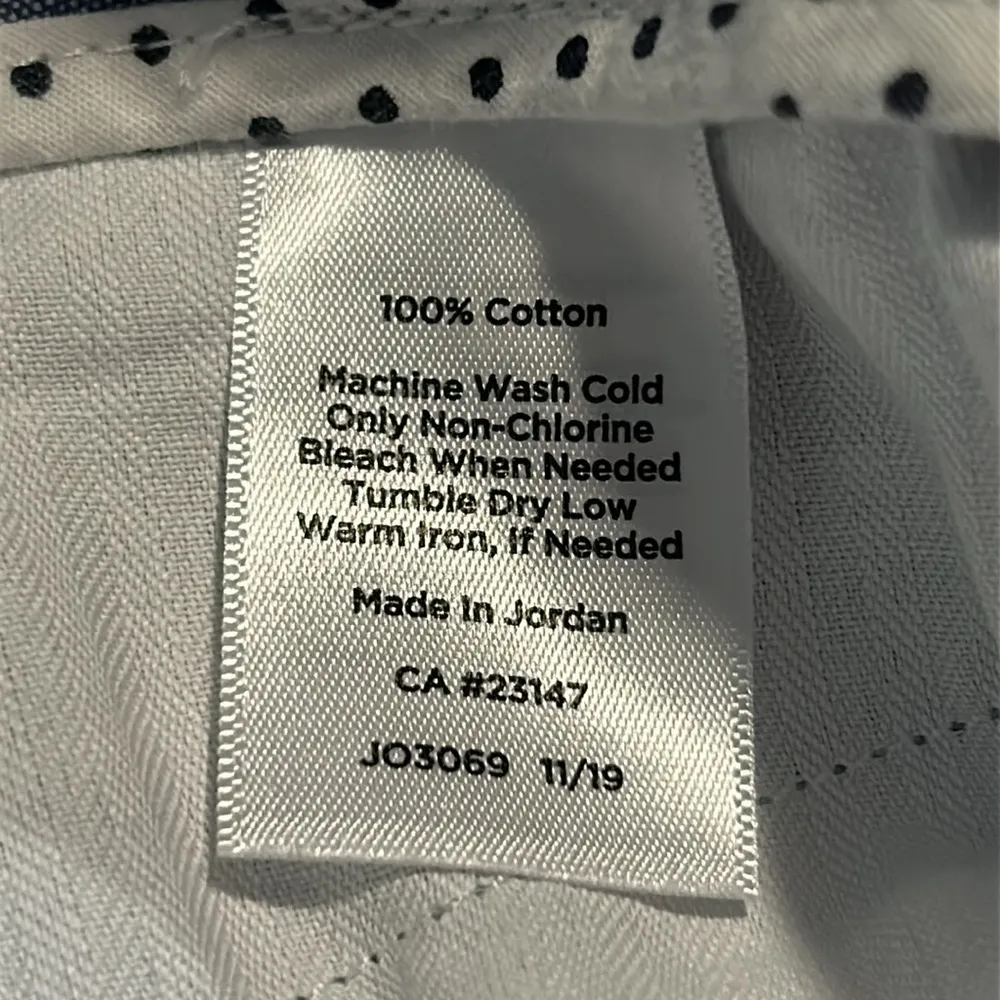 100% Cotton
Machine Wash Cold
Only Non-Chlorine
Bleach When Needed
Tumble Dry Low
Warm Iron, If Needed
Made In Jordan
CA #23147
JO3069 11/19